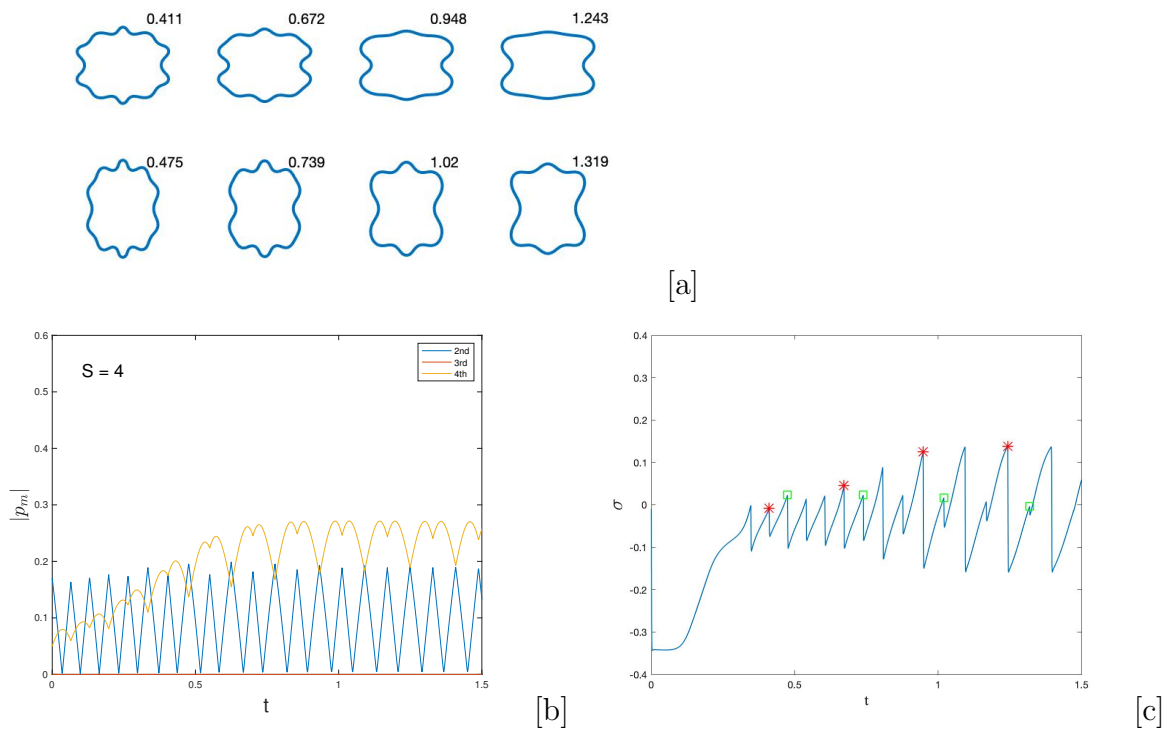 0.411 0.672 0.948 1.243
0.475 0.739 1.02 1.319
[a]
0.6
0.5
0.4
0.3
0.2
0.1
0
S = 4
2nd
3rd
4th
|p_m|
0 0.5 1 1.5
t
[b]
0.4
0.3
0.2
0.1
0
-0.1
-0.2
-0.3
-0.4
σ
0 0.5 1 1.5
t
[c]